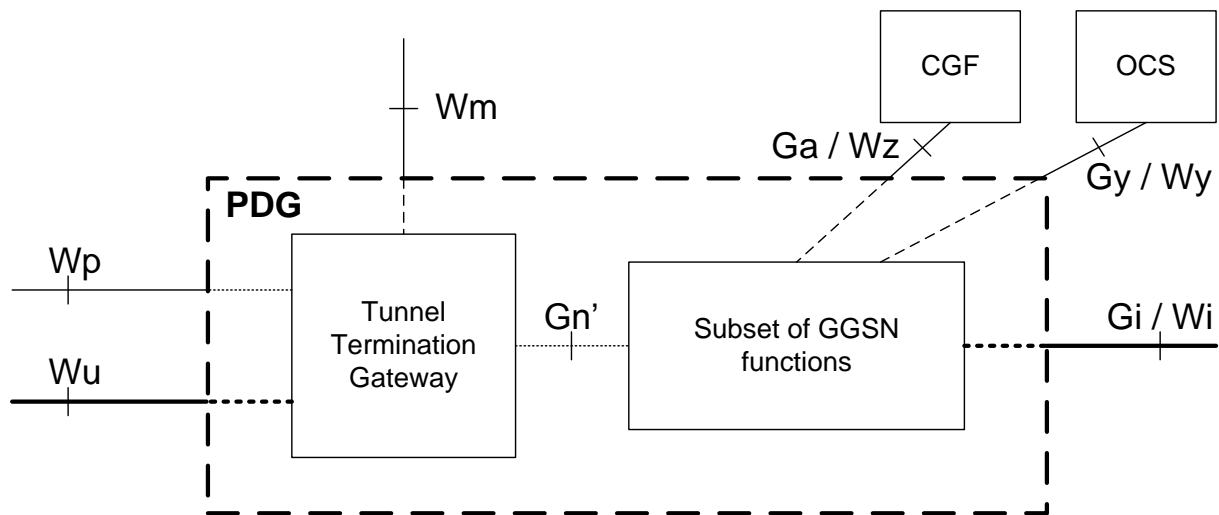 CGF
OCS
Wm
Ga / Wz
Gy / Wy
PDG
Wp
Tunnel
Termination
Gateway
Gn’
Subset of GGSN
functions
Gi / Wi
Wu